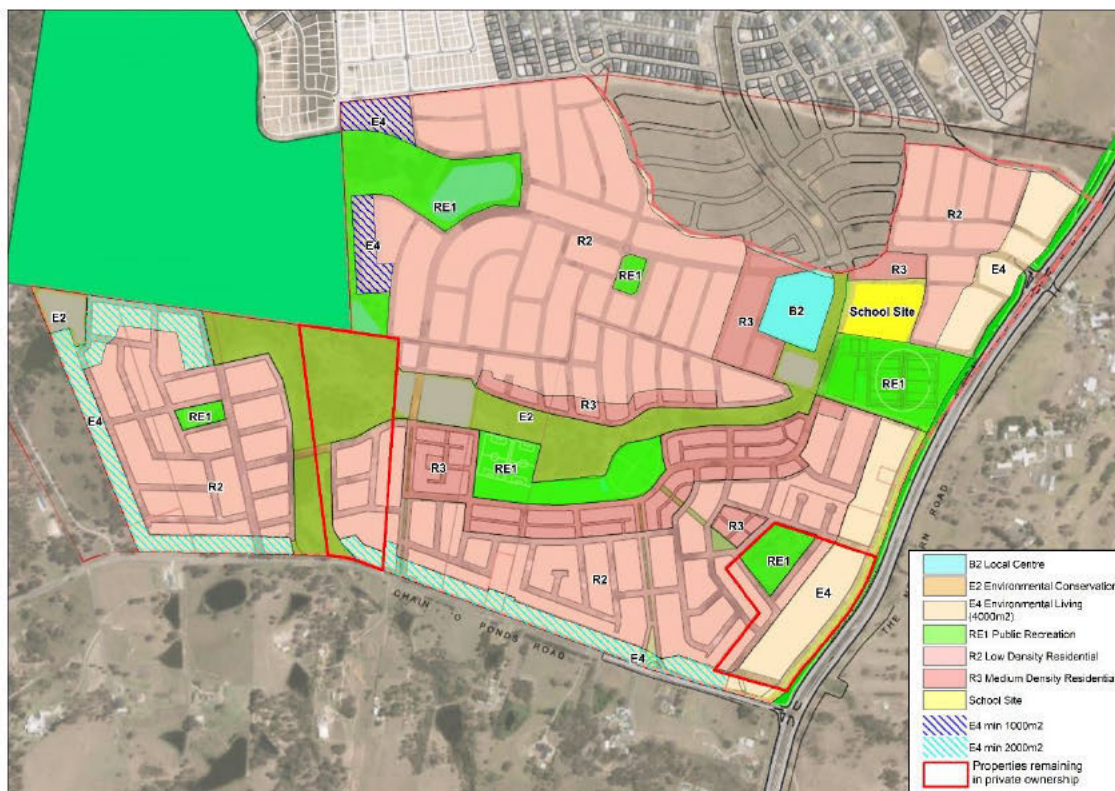 E4
RE1
R2
E4
R2
RE1
E4
R3
E2
R3
B2
School Site
RE1
E4
RE1
R3
E2
R3
RE1
R2
R3
RE1
R2
E4
E4
CHAIN - O - PONDS ROAD
ROAD
THE
B2 Local Centre
E2 Environmental Conservation
E4 Environmental Living
(4000m2)
RE1 Public Recreation
R2 Low Density Residential
R3 Medium Density Residential
School Site
E4 min 1000m2
E4 min 2000m2
Properties remaining
in private ownership